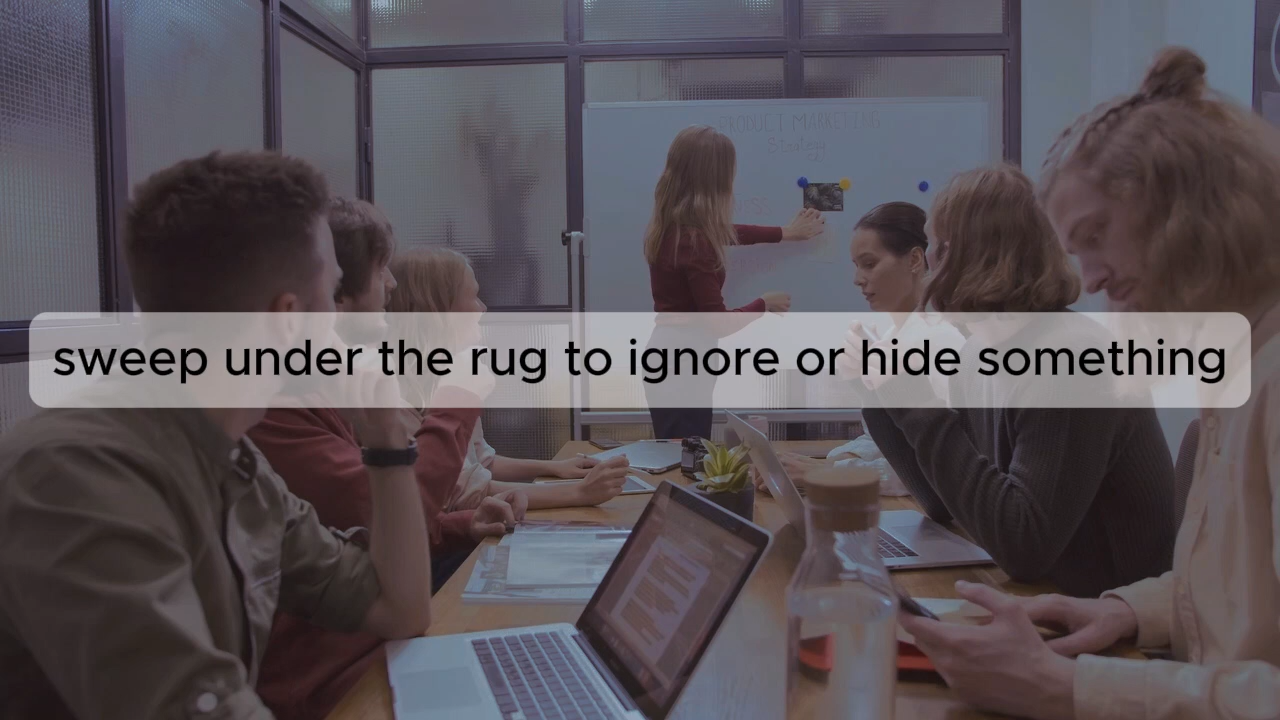 PRODUCT MARKETING
Strategy
sweep under the rug to ignore or hide something